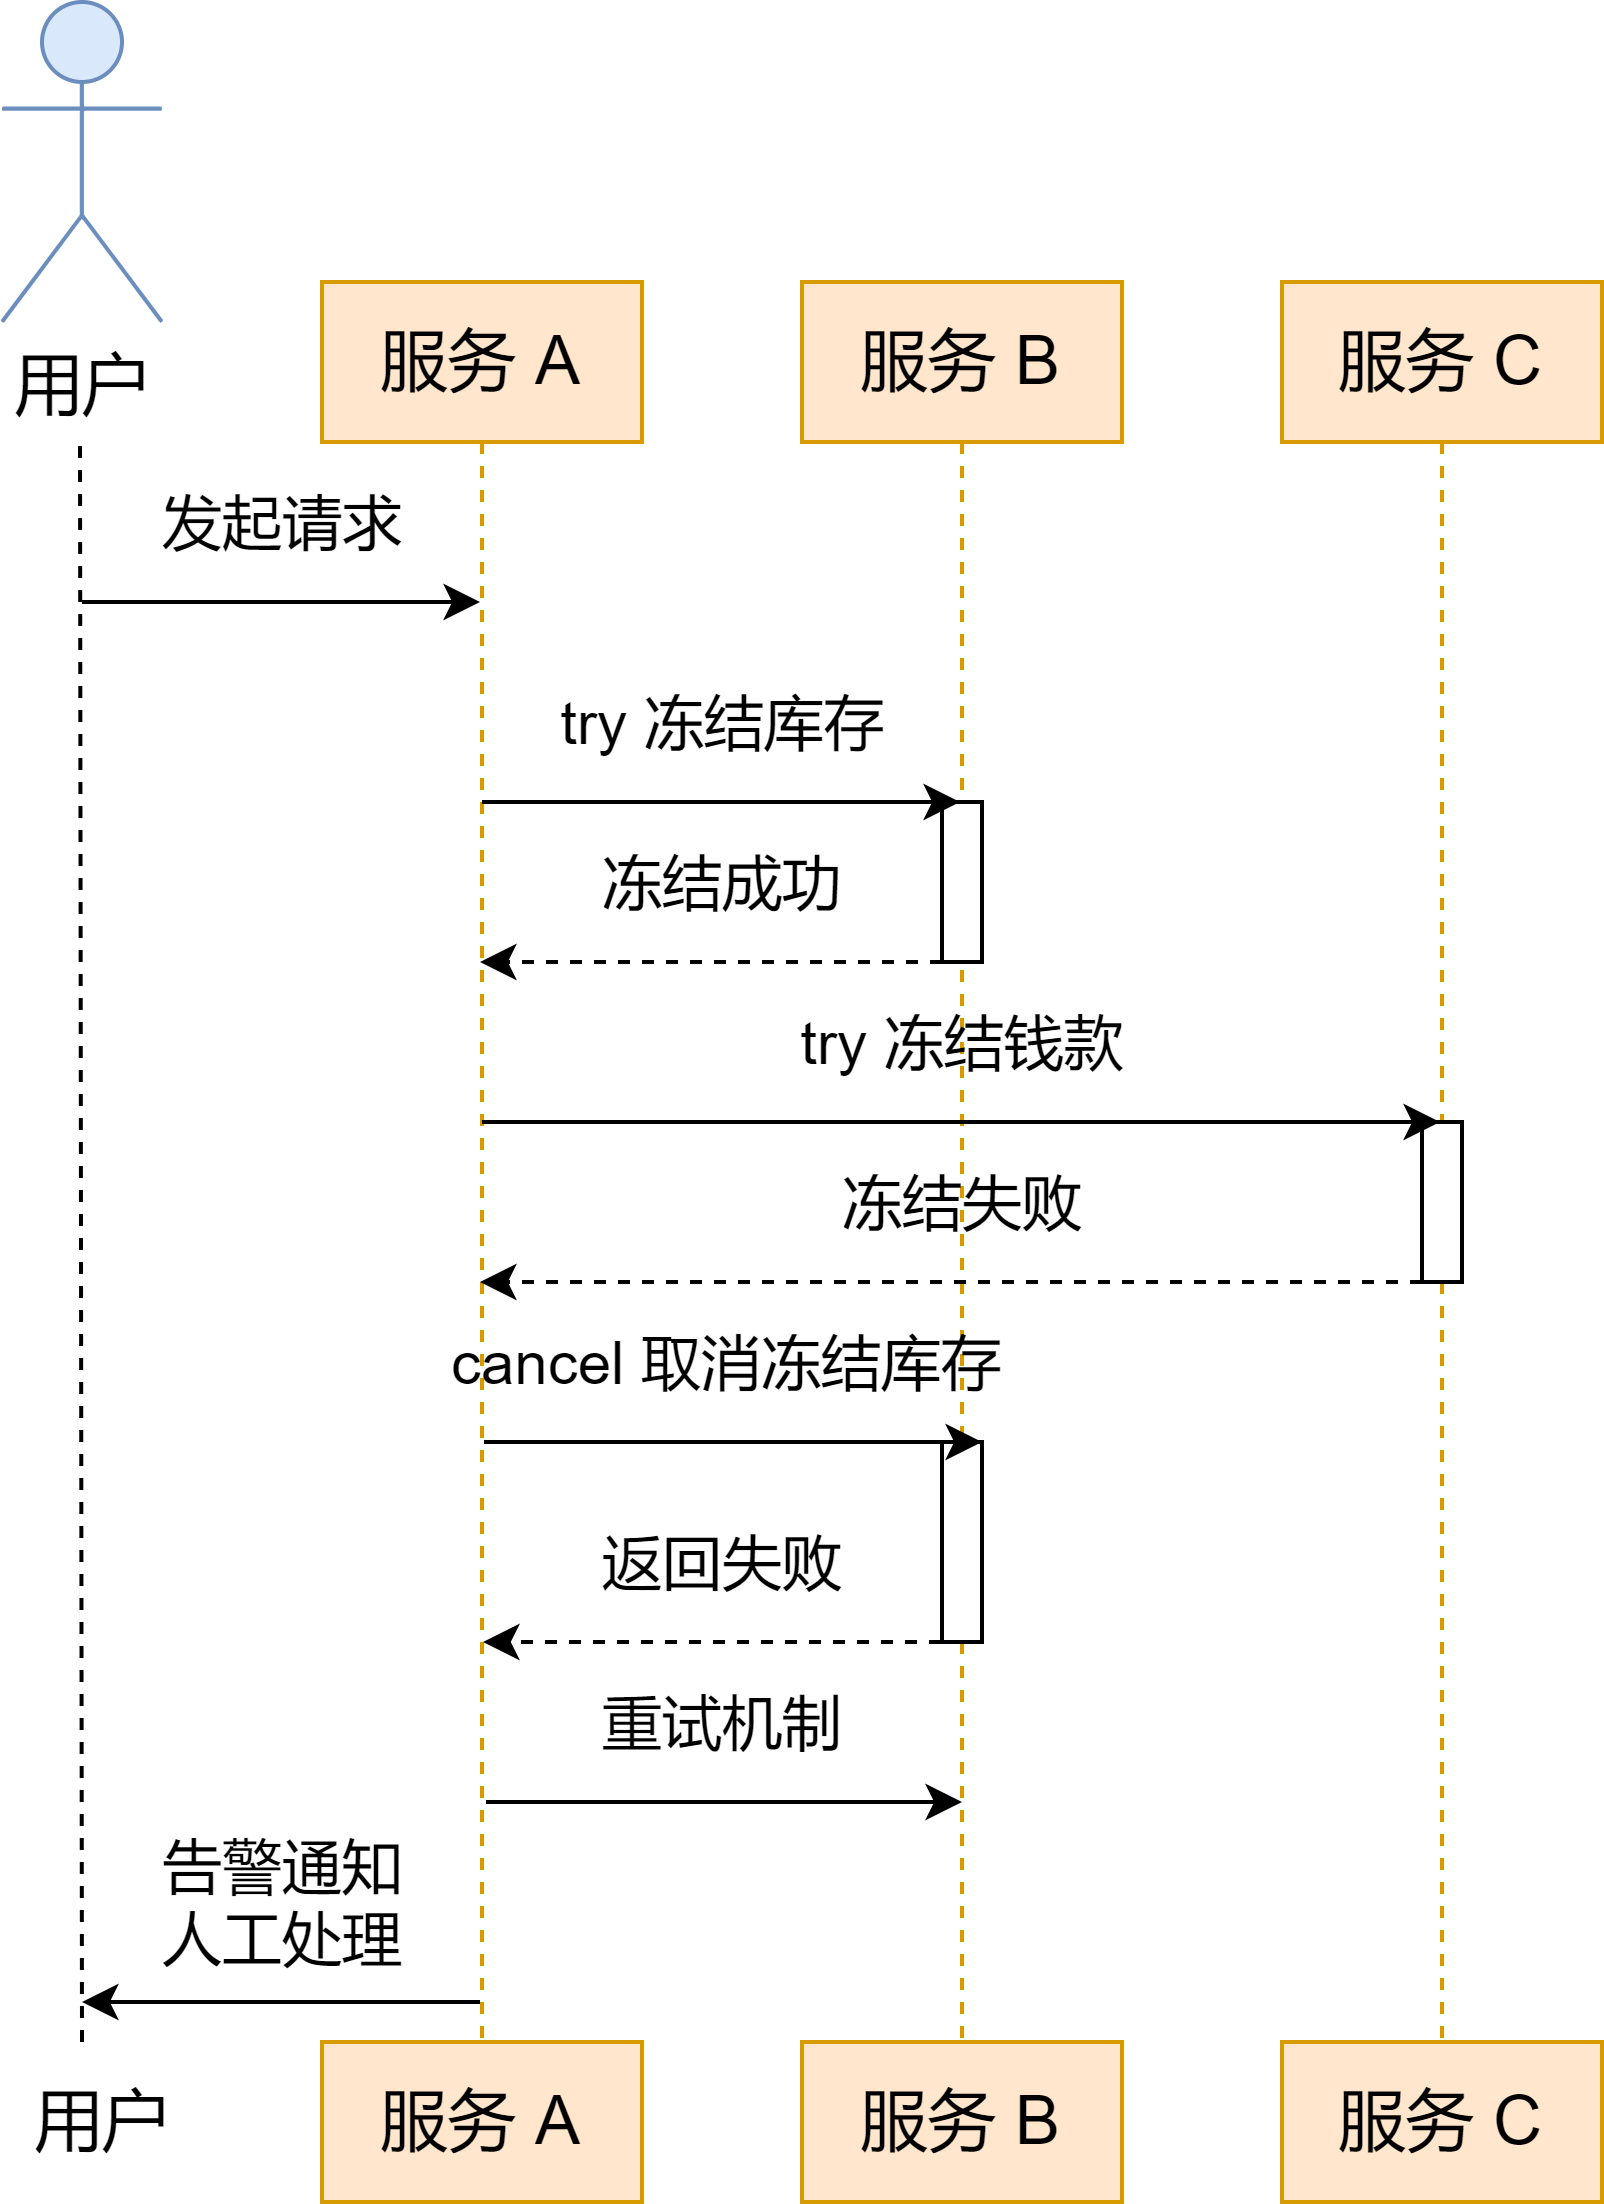 用户
服务 A
服务 B
服务 C
发起请求
try 冻结库存
冻结成功
try 冻结钱款
冻结失败
cancel 取消冻结库存
返回失败
重试机制
告警通知
人工处理
用户
服务 A
服务 B
服务 C